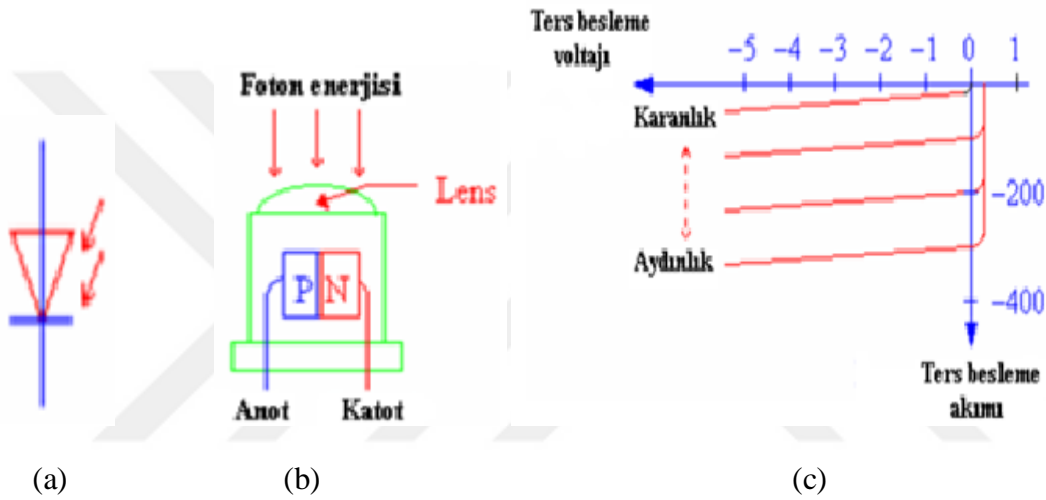 Foton enerjisi
Lens
P N
Anot Katot
Ters besleme
voltajı
-5 -4 -3 -2 -1 0 1
Karanlık
-200
Aydınlık
-400
Ters besleme
akımı
(a) (b) (c)